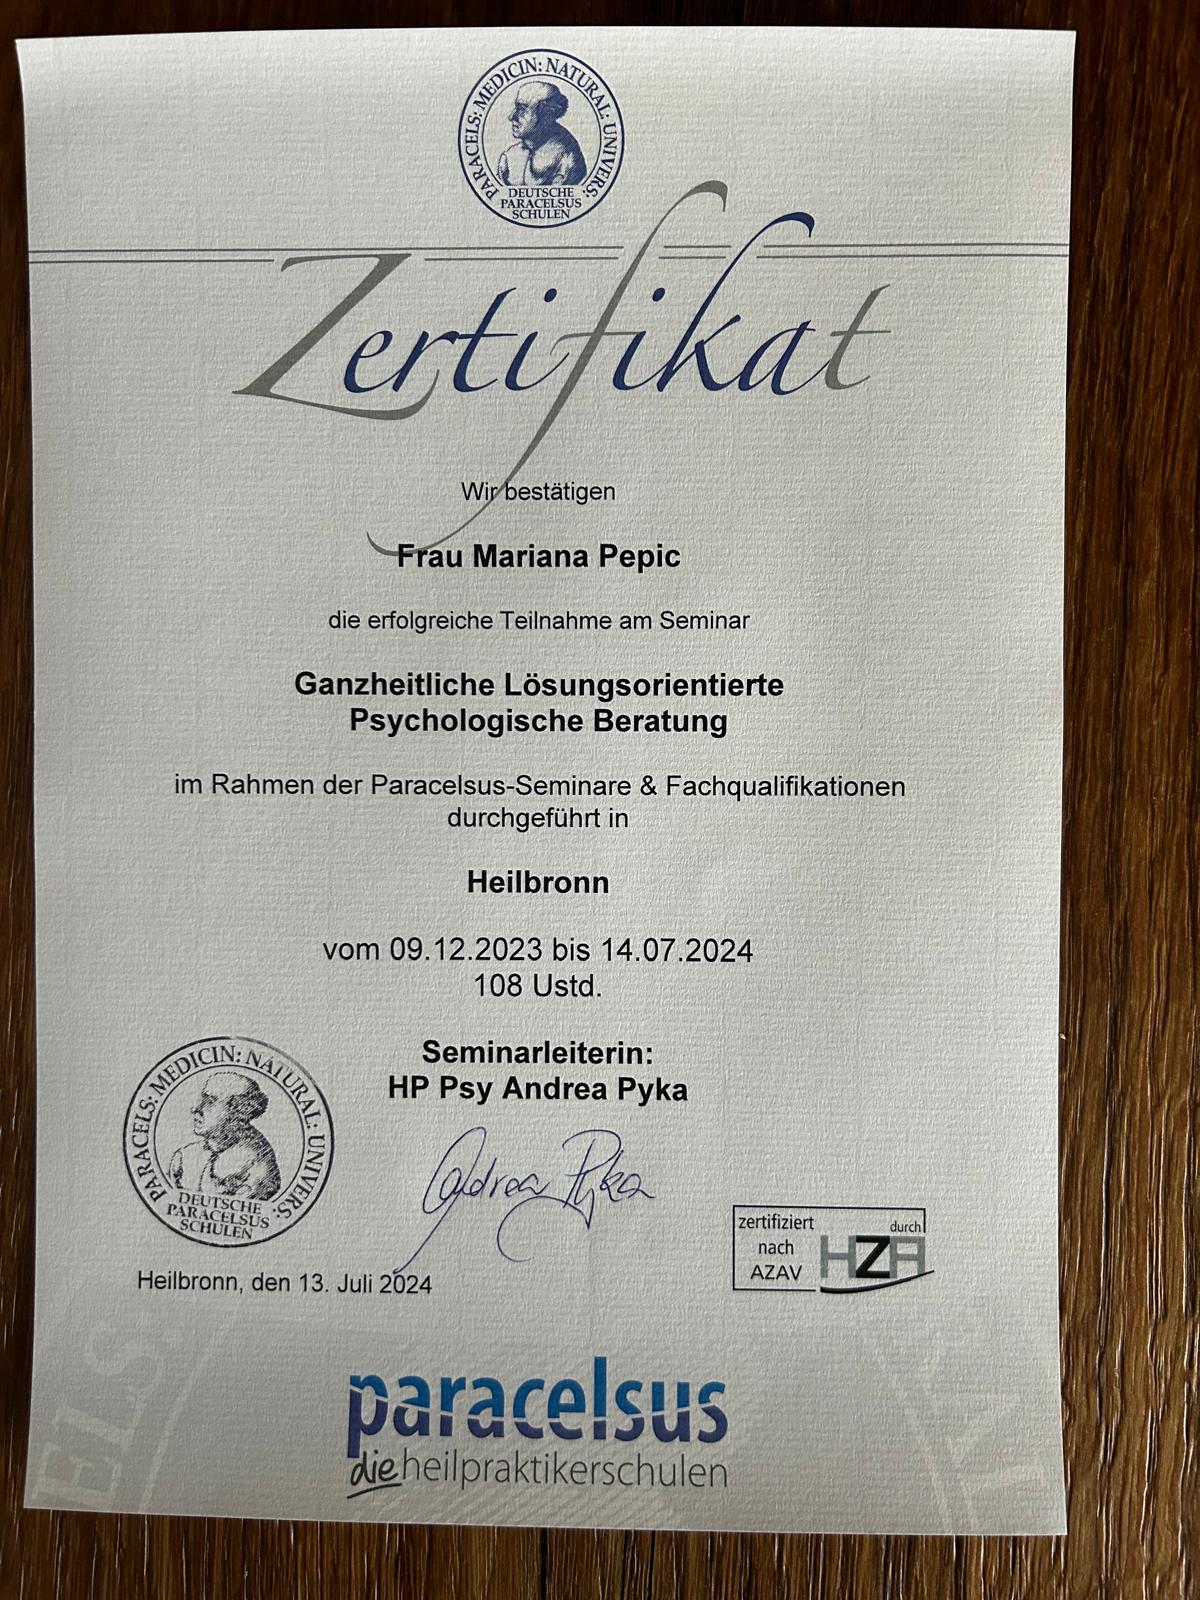 PARACELS: MEDICIN: NATURAL: UNIVERS:
DEUTSCHE
PARACELSUS
SCHULEN
Zertifikat
Wir bestätigen
Frau Mariana Pepic
die erfolgreiche Teilnahme am Seminar
Ganzheitliche Lösungsorientierte
Psychologische Beratung
im Rahmen der Paracelsus-Seminare & Fachqualifikationen
durchgeführt in
Heilbronn
vom 09.12.2023 bis 14.07.2024
108 Ustd.
Seminarleiterin:
HP Psy Andrea Pyka
PARACELS: MEDICIN: NATURAL: UNIVERS:
DEUTSCHE
PARACELSUS
SCHULEN
Andrea Pyka
zertifiziert durch
nach HZA
AZAV
Heilbronn, den 13. Juli 2024
paracelsus
dieheilpraktikerschulen